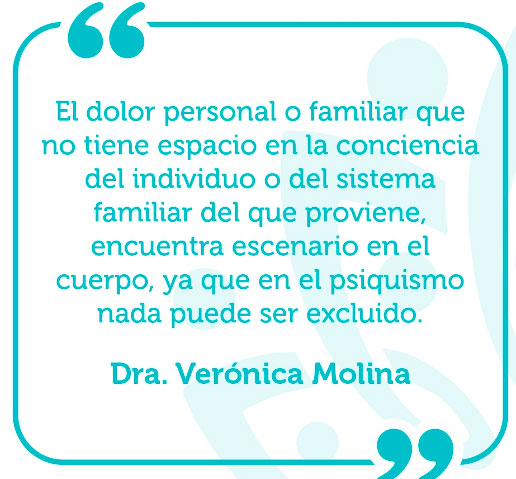 El dolor personal o familiar que
no tiene espacio en la conciencia
del individuo o del sistema
familiar del que proviene,
encuentra escenario en el
cuerpo, ya que en el psiquismo
nada puede ser excluido.
Dra. Verónica Molina